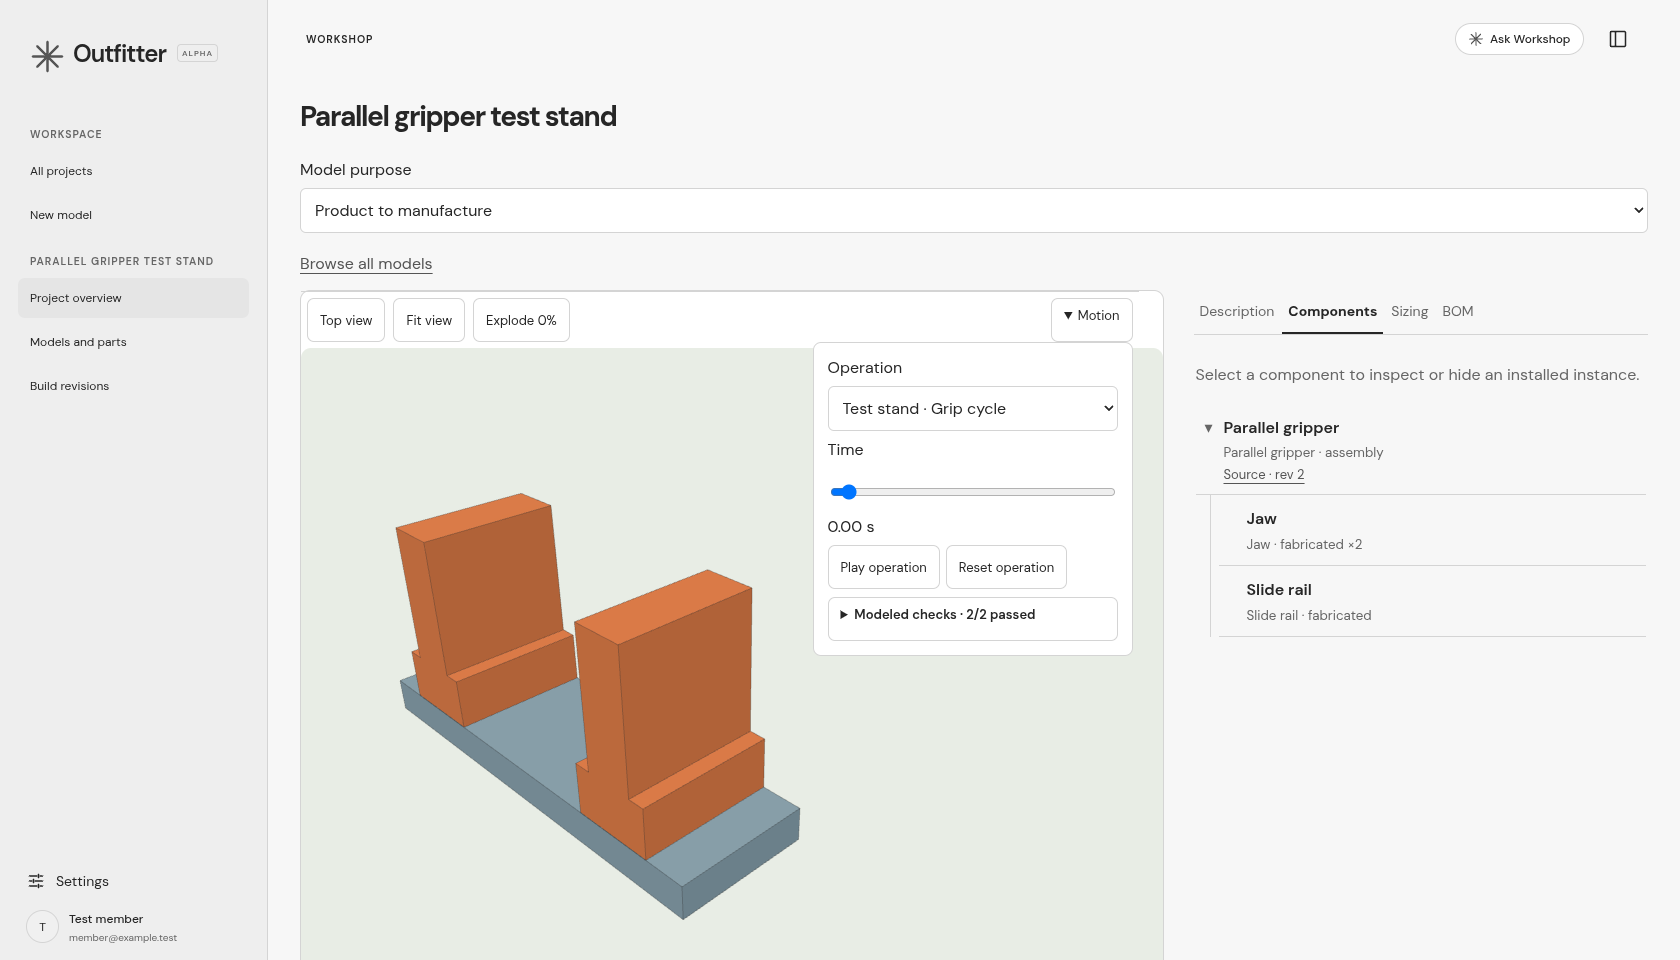 Outfitter
ALPHA
WORKSPACE
All projects
New model
PARALLEL GRIPPER TEST STAND
Project overview
Models and parts
Build revisions
Settings
T
Test member
member@example.test
WORKSHOP
Ask Workshop
Parallel gripper test stand
Model purpose
Product to manufacture
Browse all models
Top view
Fit view
Explode 0%
▼ Motion
Operation
Test stand · Grip cycle
Time
0.00 s
Play operation
Reset operation
▶ Modeled checks · 2/2 passed
Description
Components
Sizing
BOM
Select a component to inspect or hide an installed instance.
▼ Parallel gripper
Parallel gripper · assembly
Source · rev 2
Jaw
Jaw · fabricated ×2
Slide rail
Slide rail · fabricated